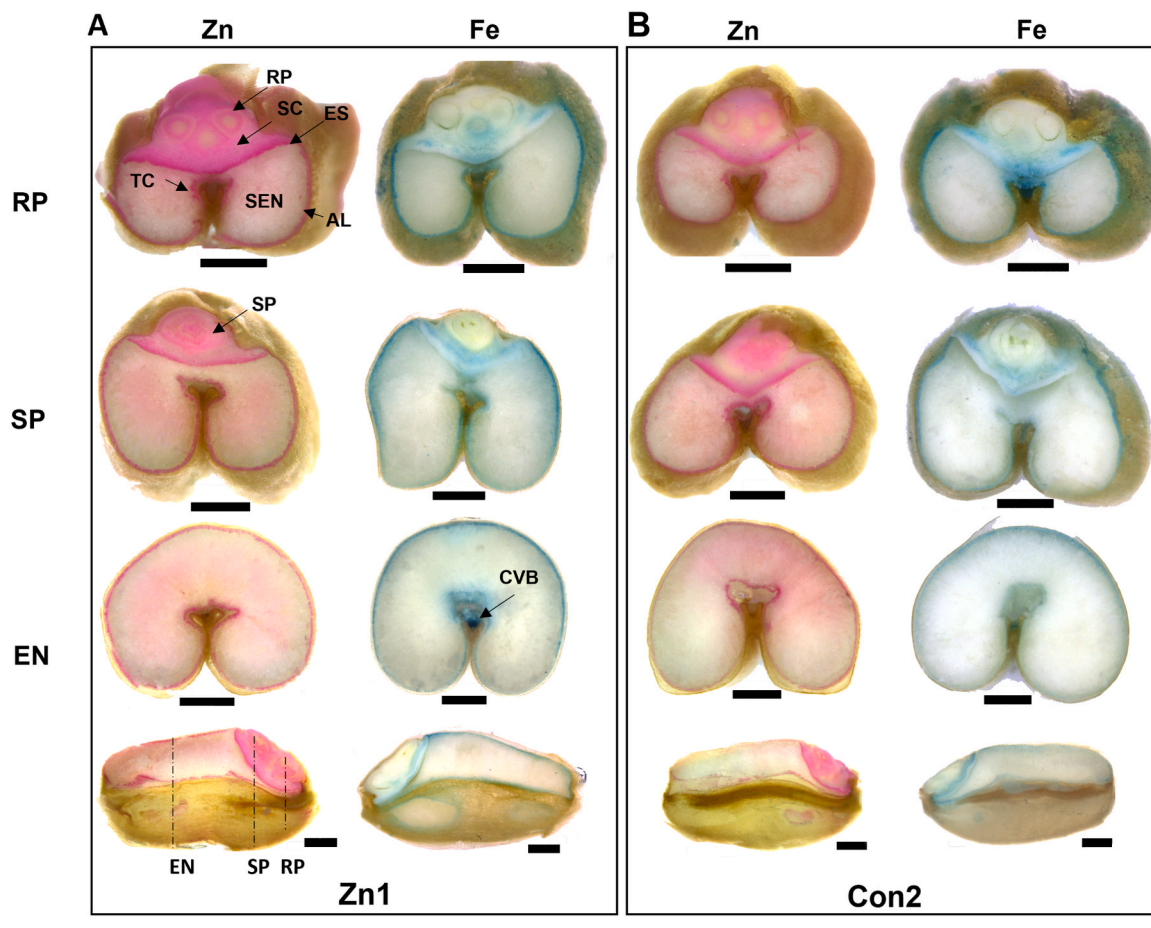 A
Zn
Fe
B
Zn
Fe
RP
RP
SC
ES
TC
SEN
AL
SP
SP
EN
CVB
EN
SP
RP
Zn1
Con2